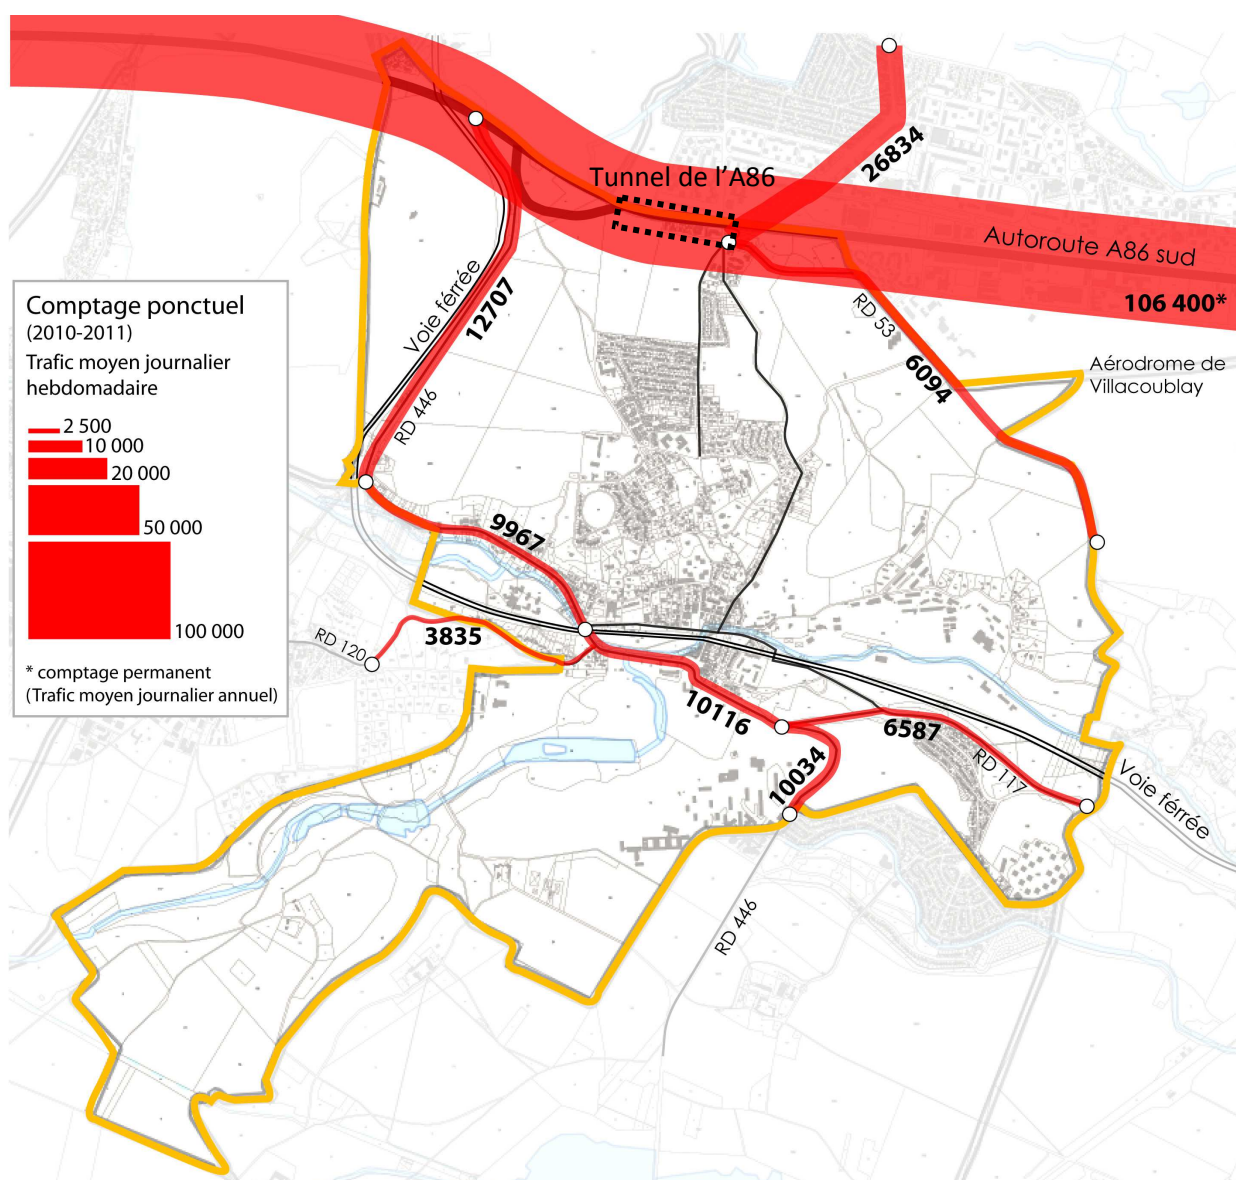 26834
Tunnel de l'A86
Autoroute A86 sud
106 400*
Voie férrée
12707
RD 446
RD 53
6094
Aérodrome de
Villacoublay
Comptage ponctuel
(2010-2011)
Trafic moyen journalier
hebdomadaire
2 500
10 000
20 000
50 000
100 000
* comptage permanent
(Trafic moyen journalier annuel)
9967
RD 120
3835
10116
6587
10034
RD 117
Voie férrée
RD 446